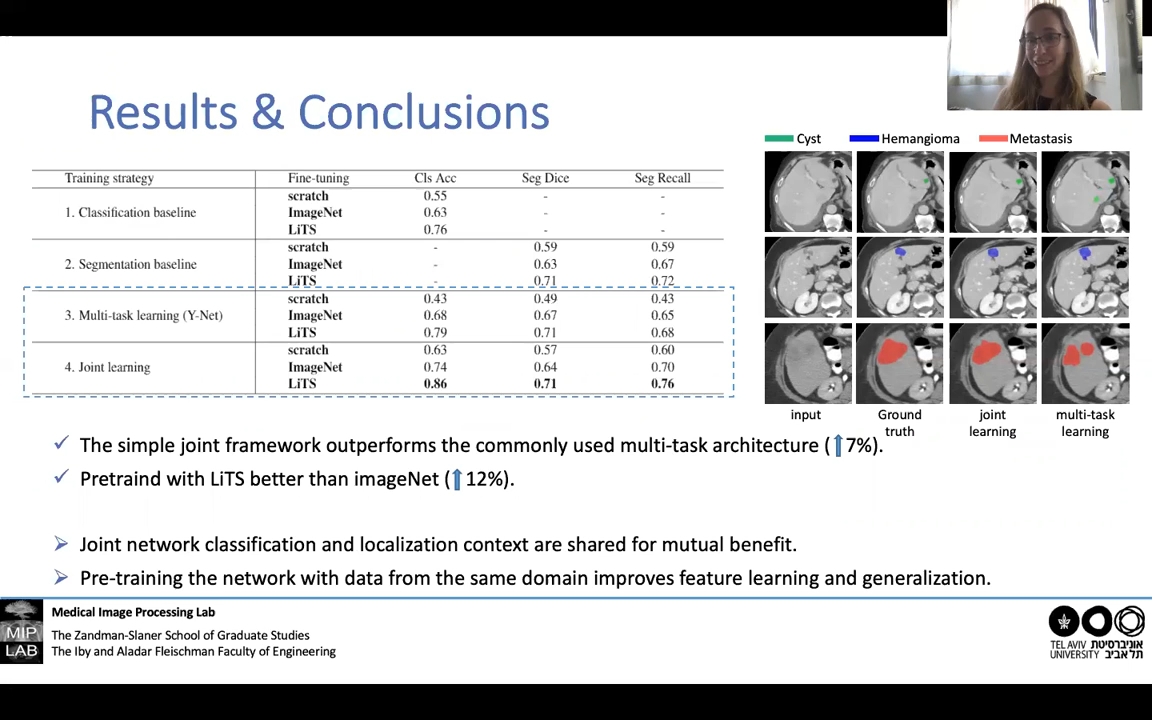 Results & Conclusions
Cyst Hemangioma Metastasis
Training strategy Fine-tuning Cls Acc Seg Dice Seg Recall
scratch 0.55 - -
1. Classification baseline ImageNet 0.63 - -
LiTS 0.76 - -
scratch - 0.59 0.59
2. Segmentation baseline ImageNet - 0.63 0.67
LiTS - 0.71 0.72
scratch 0.43 0.49 0.43
3. Multi-task learning (Y-Net) ImageNet 0.68 0.67 0.65
LiTS 0.79 0.71 0.68
scratch 0.63 0.57 0.60
4. Joint learning ImageNet 0.74 0.64 0.70
LiTS 0.86 0.71 0.76
input Ground joint multi-task
truth learning learning
✓ The simple joint framework outperforms the commonly used multi-task architecture (⬆7%).
✓ Pretraind with LiTS better than imageNet (⬆12%).
➢ Joint network classification and localization context are shared for mutual benefit.
➢ Pre-training the network with data from the same domain improves feature learning and generalization.
MIP
LAB
Medical Image Processing Lab
The Zandman-Slaner School of Graduate Studies
The Iby and Aladar Fleischman Faculty of Engineering
TEL AVIV אוניברסיטת
UNIVERSITY תל אביב